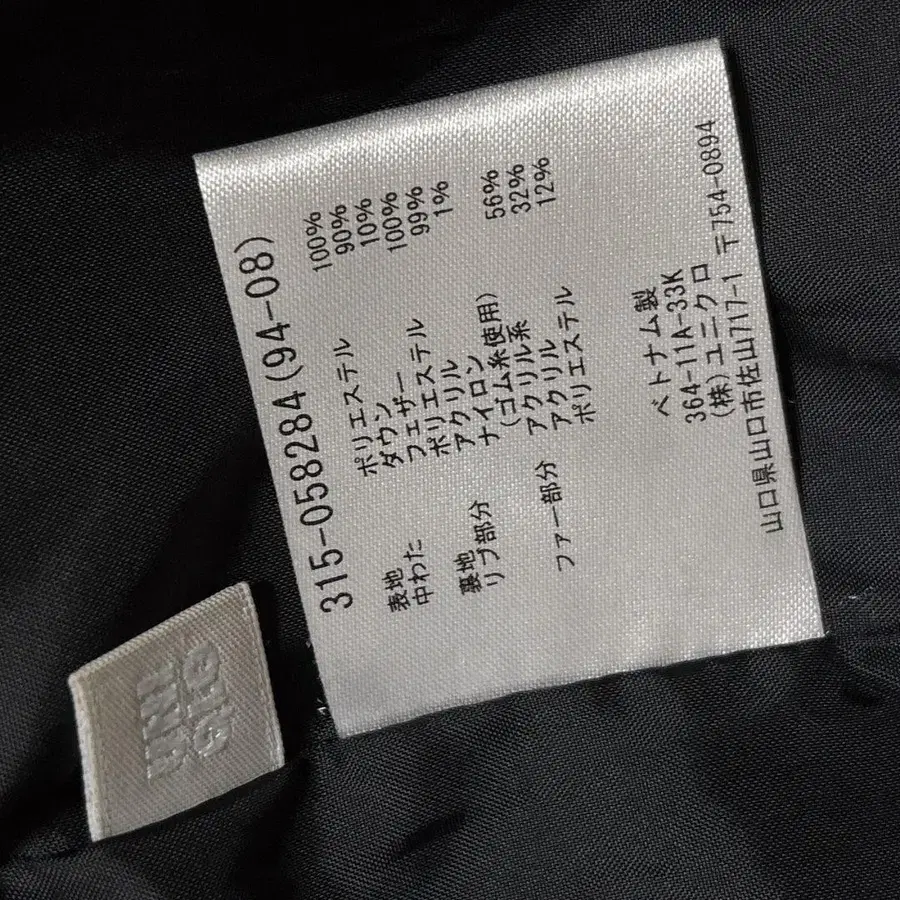 315-058284(94-08)
表地 ポリエステル 100%
中わた ダウン 90%
フェザー 10%
裏地 ポリエステル 100%
リブ部分 アクリル 99%
ナイロン 1%
(ゴム糸使用)
ファー部分 アクリル系 56%
アクリル 32%
ポリエステル 12%
ベトナム製
364-11A-33K
(株)ユニクロ
山口県山口市佐山717-1 〒754-0894
UNI
QLO